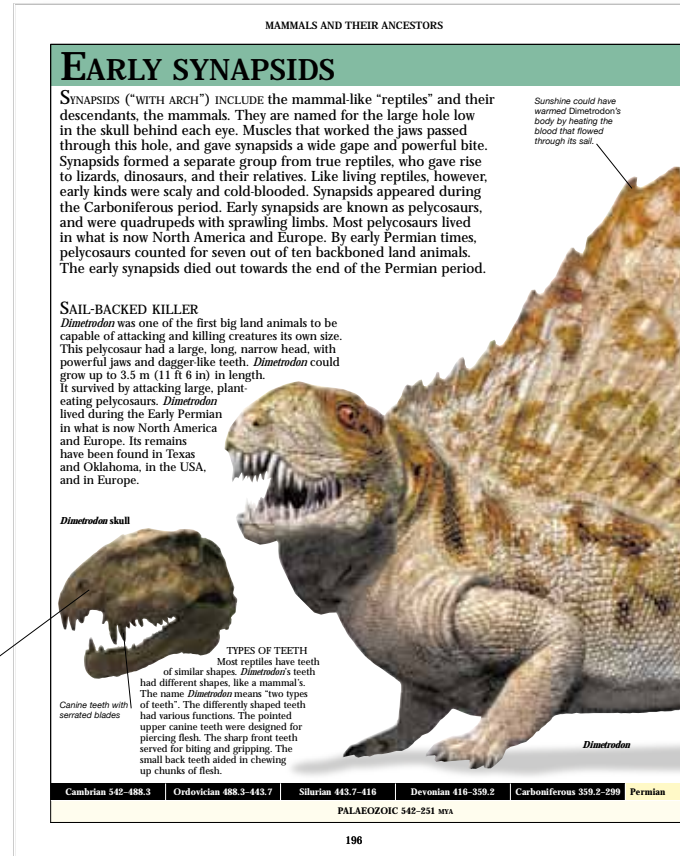 MAMMALS AND THEIR ANCESTORS
EARLY SYNAPSIDS
SYNAPSIDS (“WITH ARCH”) INCLUDE the mammal-like “reptiles” and their
descendants, the mammals. They are named for the large hole low
in the skull behind each eye. Muscles that worked the jaws passed
through this hole, and gave synapsids a wide gape and powerful bite.
Synapsids formed a separate group from true reptiles, who gave rise
to lizards, dinosaurs, and their relatives. Like living reptiles, however,
early kinds were scaly and cold-blooded. Synapsids appeared during
the Carboniferous period. Early synapsids are known as pelycosaurs,
and were quadrupeds with sprawling limbs. Most pelycosaurs lived
in what is now North America and Europe. By early Permian times,
pelycosaurs counted for seven out of ten backboned land animals.
The early synapsids died out towards the end of the Permian period.
Sunshine could have
warmed Dimetrodon’s
body by heating the
blood that flowed
through its sail.
SAIL-BACKED KILLER
Dimetrodon was one of the first big land animals to be
capable of attacking and killing creatures its own size.
This pelycosaur had a large, long, narrow head, with
powerful jaws and dagger-like teeth. Dimetrodon could
grow up to 3.5 m (11 ft 6 in) in length.
It survived by attacking large, plant-
eating pelycosaurs. Dimetrodon
lived during the Early Permian
in what is now North America
and Europe. Its remains
have been found in Texas
and Oklahoma, in the USA,
and in Europe.
Dimetrodon skull
Canine teeth with
serrated blades
TYPES OF TEETH
Most reptiles have teeth
of similar shapes. Dimetrodon’s teeth
had different shapes, like a mammal’s.
The name Dimetrodon means “two types
of teeth”. The differently shaped teeth
had various functions. The pointed
upper canine teeth were designed for
piercing flesh. The sharp front teeth
served for biting and gripping. The
small back teeth aided in chewing
up chunks of flesh.
Dimetrodon
Cambrian 542–488.3 Ordovician 488.3–443.7 Silurian 443.7–416 Devonian 416–359.2 Carboniferous 359.2–299 Permian
PALAEOZOIC 542–251 MYA
196